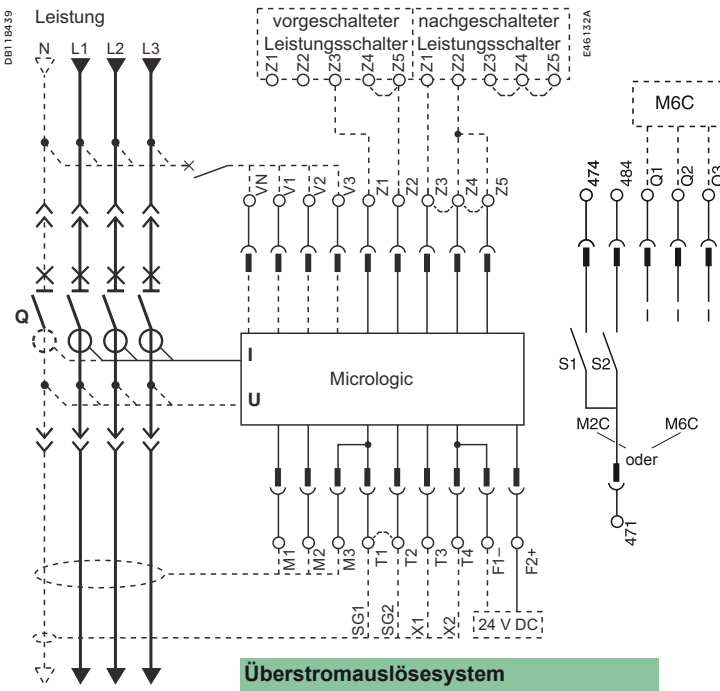 DB118439
Leistung
N L1 L2 L3
vorgeschalteter nachgeschalteter
Leistungsschalter Leistungsschalter
E46132A
Z1 Z2 Z3 Z4 Z5 Z1 Z2 Z3 Z4 Z5
M6C
VN V1 V2 V3 Z1 Z2 Z3 Z4 Z5
474 484 Q1 Q2 Q3
Q
I
Micrologic
U
S1 S2
M2C M6C
oder
471
M1 M2 M3 T1 T2 T3 T4 F1– F2+
SG1 SG2 X1 X2
24 V DC
Überstromauslösesystem